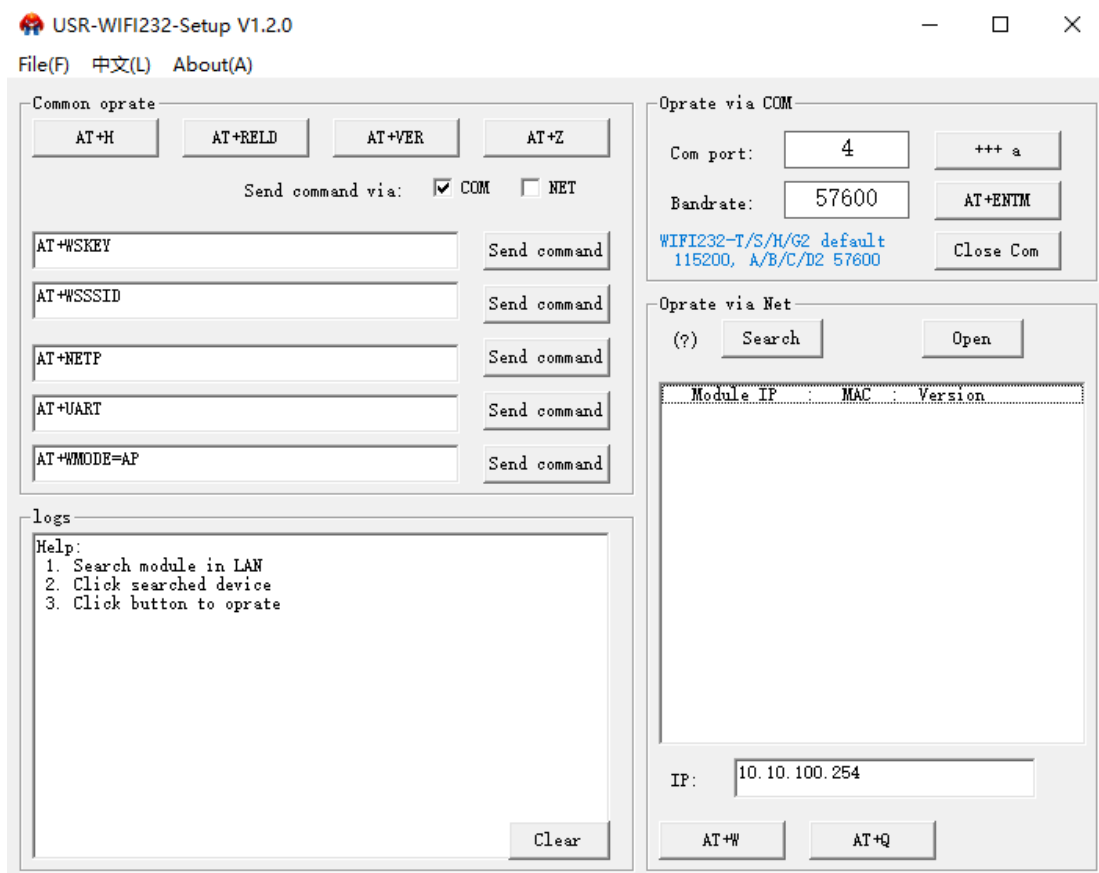 USR-WIFI232-Setup V1.2.0
File(F) 中文(L) About(A)
Common oprate
AT+H AT+RELD AT+VER AT+Z
Send command via: COM NET
AT+WSKEY Send command
AT+WSSSID Send command
AT+NETP Send command
AT+UART Send command
AT+WMODE=AP Send command
logs
Help:
1. Search module in LAN
2. Click searched device
3. Click button to oprate
Clear
Oprate via COM
Com port: 4 +++ a
Bandrate: 57600 AT+ENTM
WIFI232-T/S/H/G2 default
115200, A/B/C/D2 57600
Close Com
Oprate via Net
(?) Search Open
Module IP : MAC : Version
IP: 10.10.100.254
AT+W AT+Q